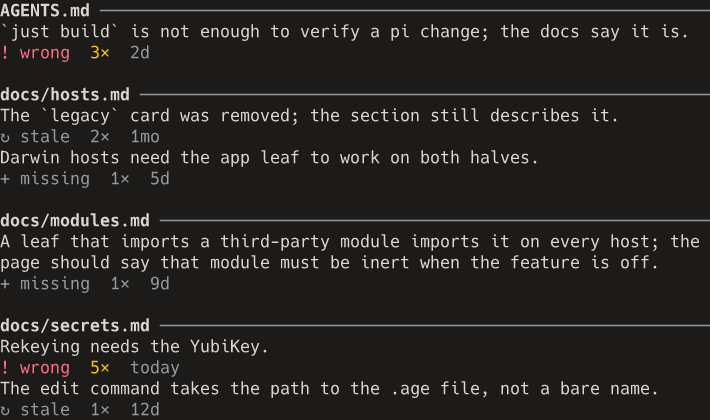 AGENTS.md
`just build` is not enough to verify a pi change; the docs say it is.
! wrong  3×  2d
docs/hosts.md
The `legacy` card was removed; the section still describes it.
↻ stale  2×  1mo
Darwin hosts need the app leaf to work on both halves.
+ missing  1×  5d
docs/modules.md
A leaf that imports a third-party module imports it on every host; the
page should say that module must be inert when the feature is off.
+ missing  1×  9d
docs/secrets.md
Rekeying needs the YubiKey.
! wrong  5×  today
The edit command takes the path to the .age file, not a bare name.
↻ stale  1×  12d